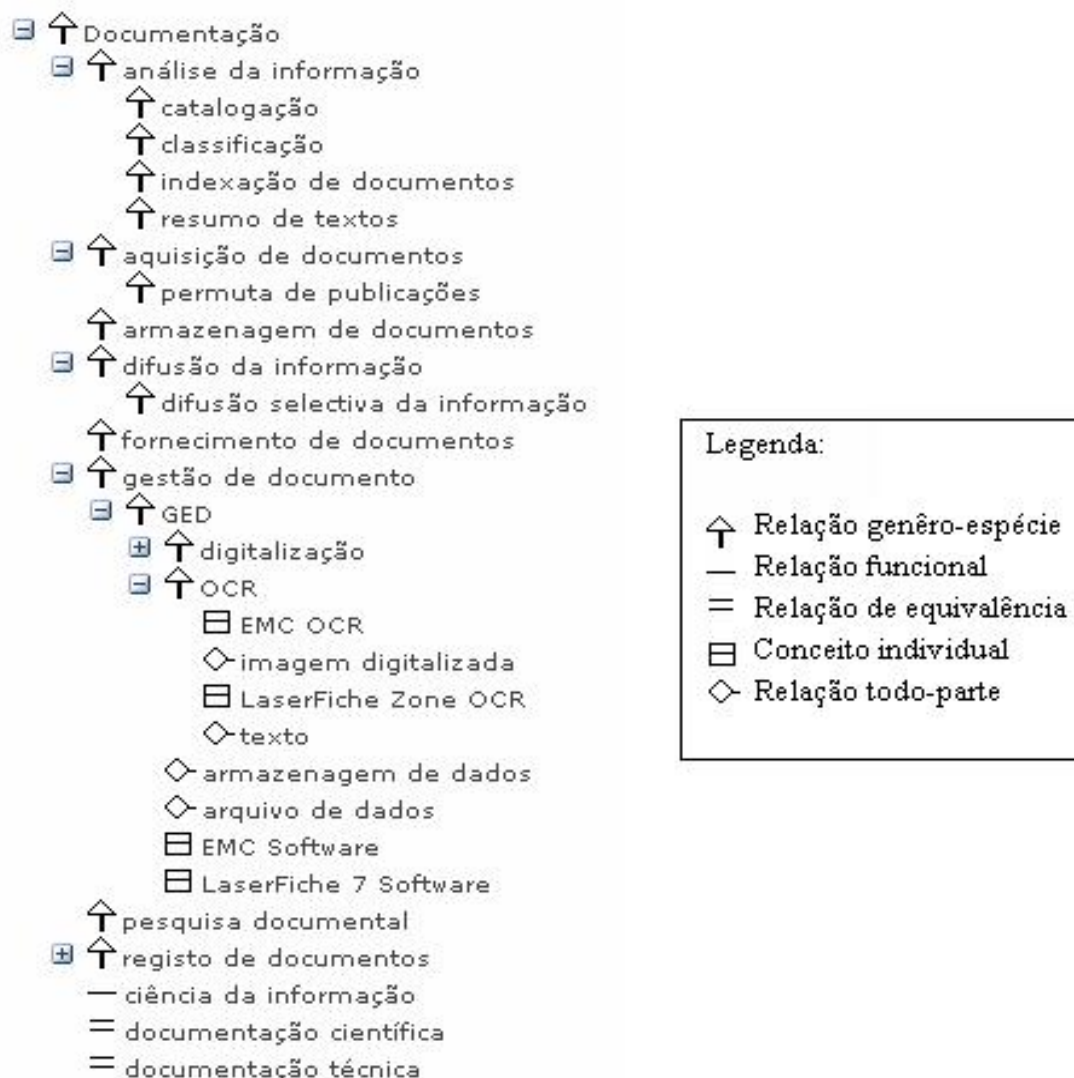 Documentação
análise da informação
catalogação
classificação
indexação de documentos
resumo de textos
aquisição de documentos
permuta de publicações
armazenagem de documentos
difusão da informação
difusão selectiva da informação
fornecimento de documentos
gestão de documento
GED
digitalização
OCR
EMC OCR
imagem digitalizada
LaserFiche Zone OCR
texto
armazenagem de dados
arquivo de dados
EMC Software
LaserFiche 7 Software
pesquisa documental
registo de documentos
ciência da informação
documentação científica
documentação técnica
Legenda:
Relação genêro-espécie
Relação funcional
Relação de equivalência
Conceito individual
Relação todo-parte